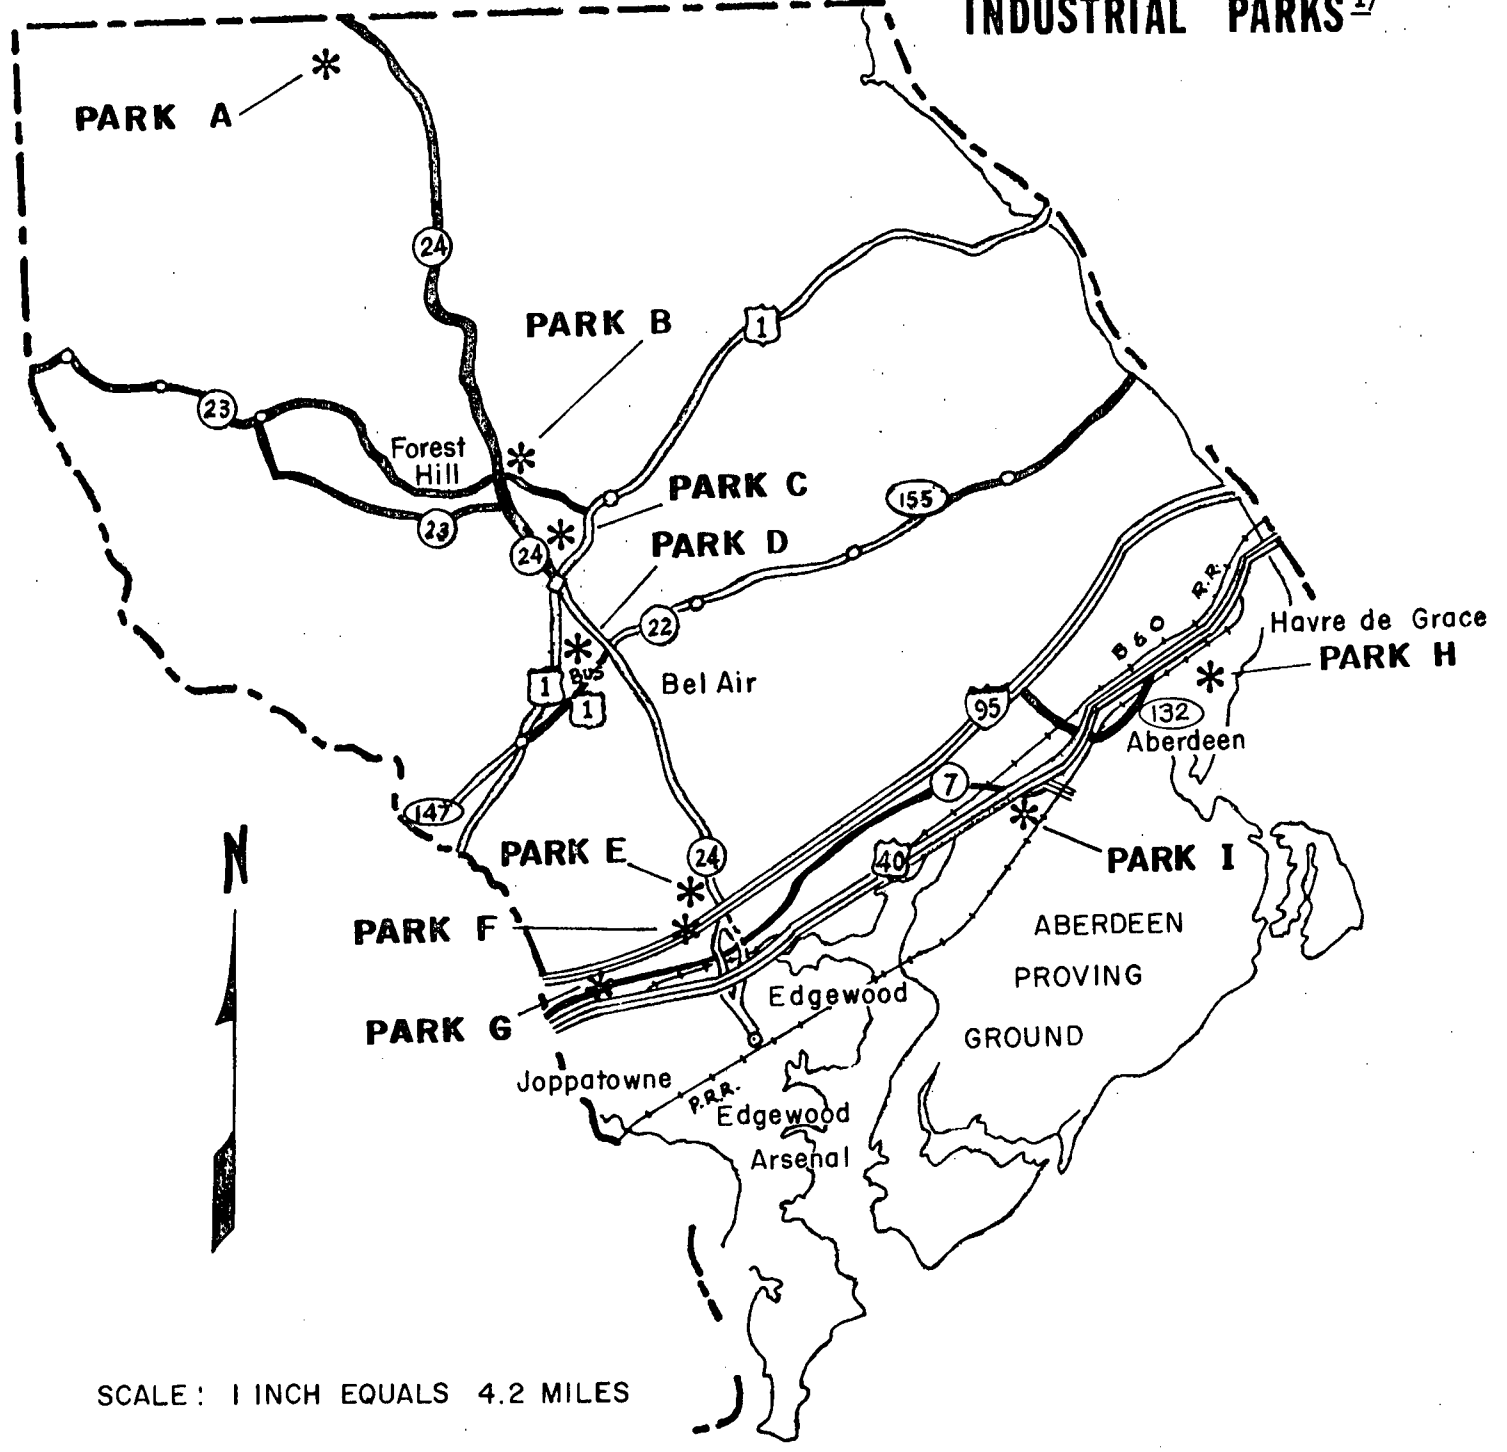 INDUSTRIAL PARKS 1/
PARK A
24
PARK B
1
23
Forest
Hill
PARK C
155
23
24
PARK D
22
R.R.
B & O
Havre de Grace
PARK H
1
BUS
1
Bel Air
95
132
Aberdeen
7
147
N
PARK E
24
40
PARK I
PARK F
ABERDEEN
PROVING
GROUND
Edgewood
PARK G
Joppatowne
P.R.R.
Edgewood
Arsenal
SCALE: 1 INCH EQUALS 4.2 MILES